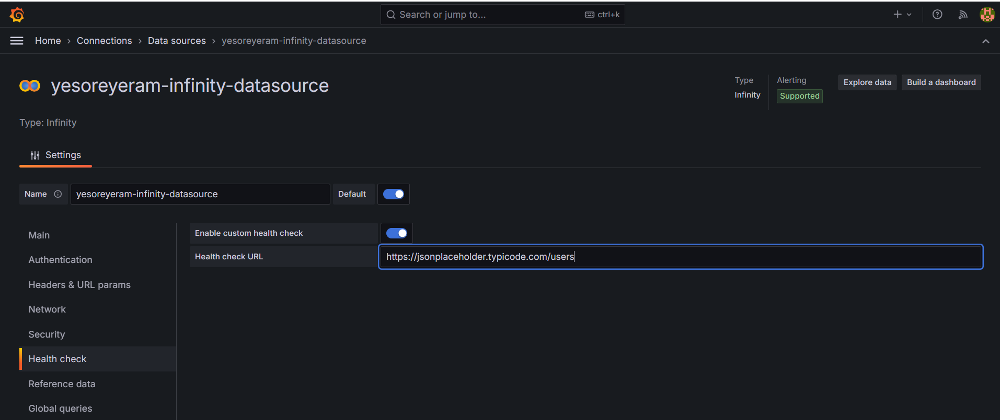 Search or jump to... ctrl+k
Home › Connections › Data sources › yesoreyeram-infinity-datasource
yesoreyeram-infinity-datasource
Type
Infinity
Alerting
Supported
Explore data
Build a dashboard
Type: Infinity
Settings
Name yesoreyeram-infinity-datasource Default
Main
Authentication
Headers & URL params
Network
Security
Health check
Reference data
Global queries
Enable custom health check
Health check URL https://jsonplaceholder.typicode.com/users